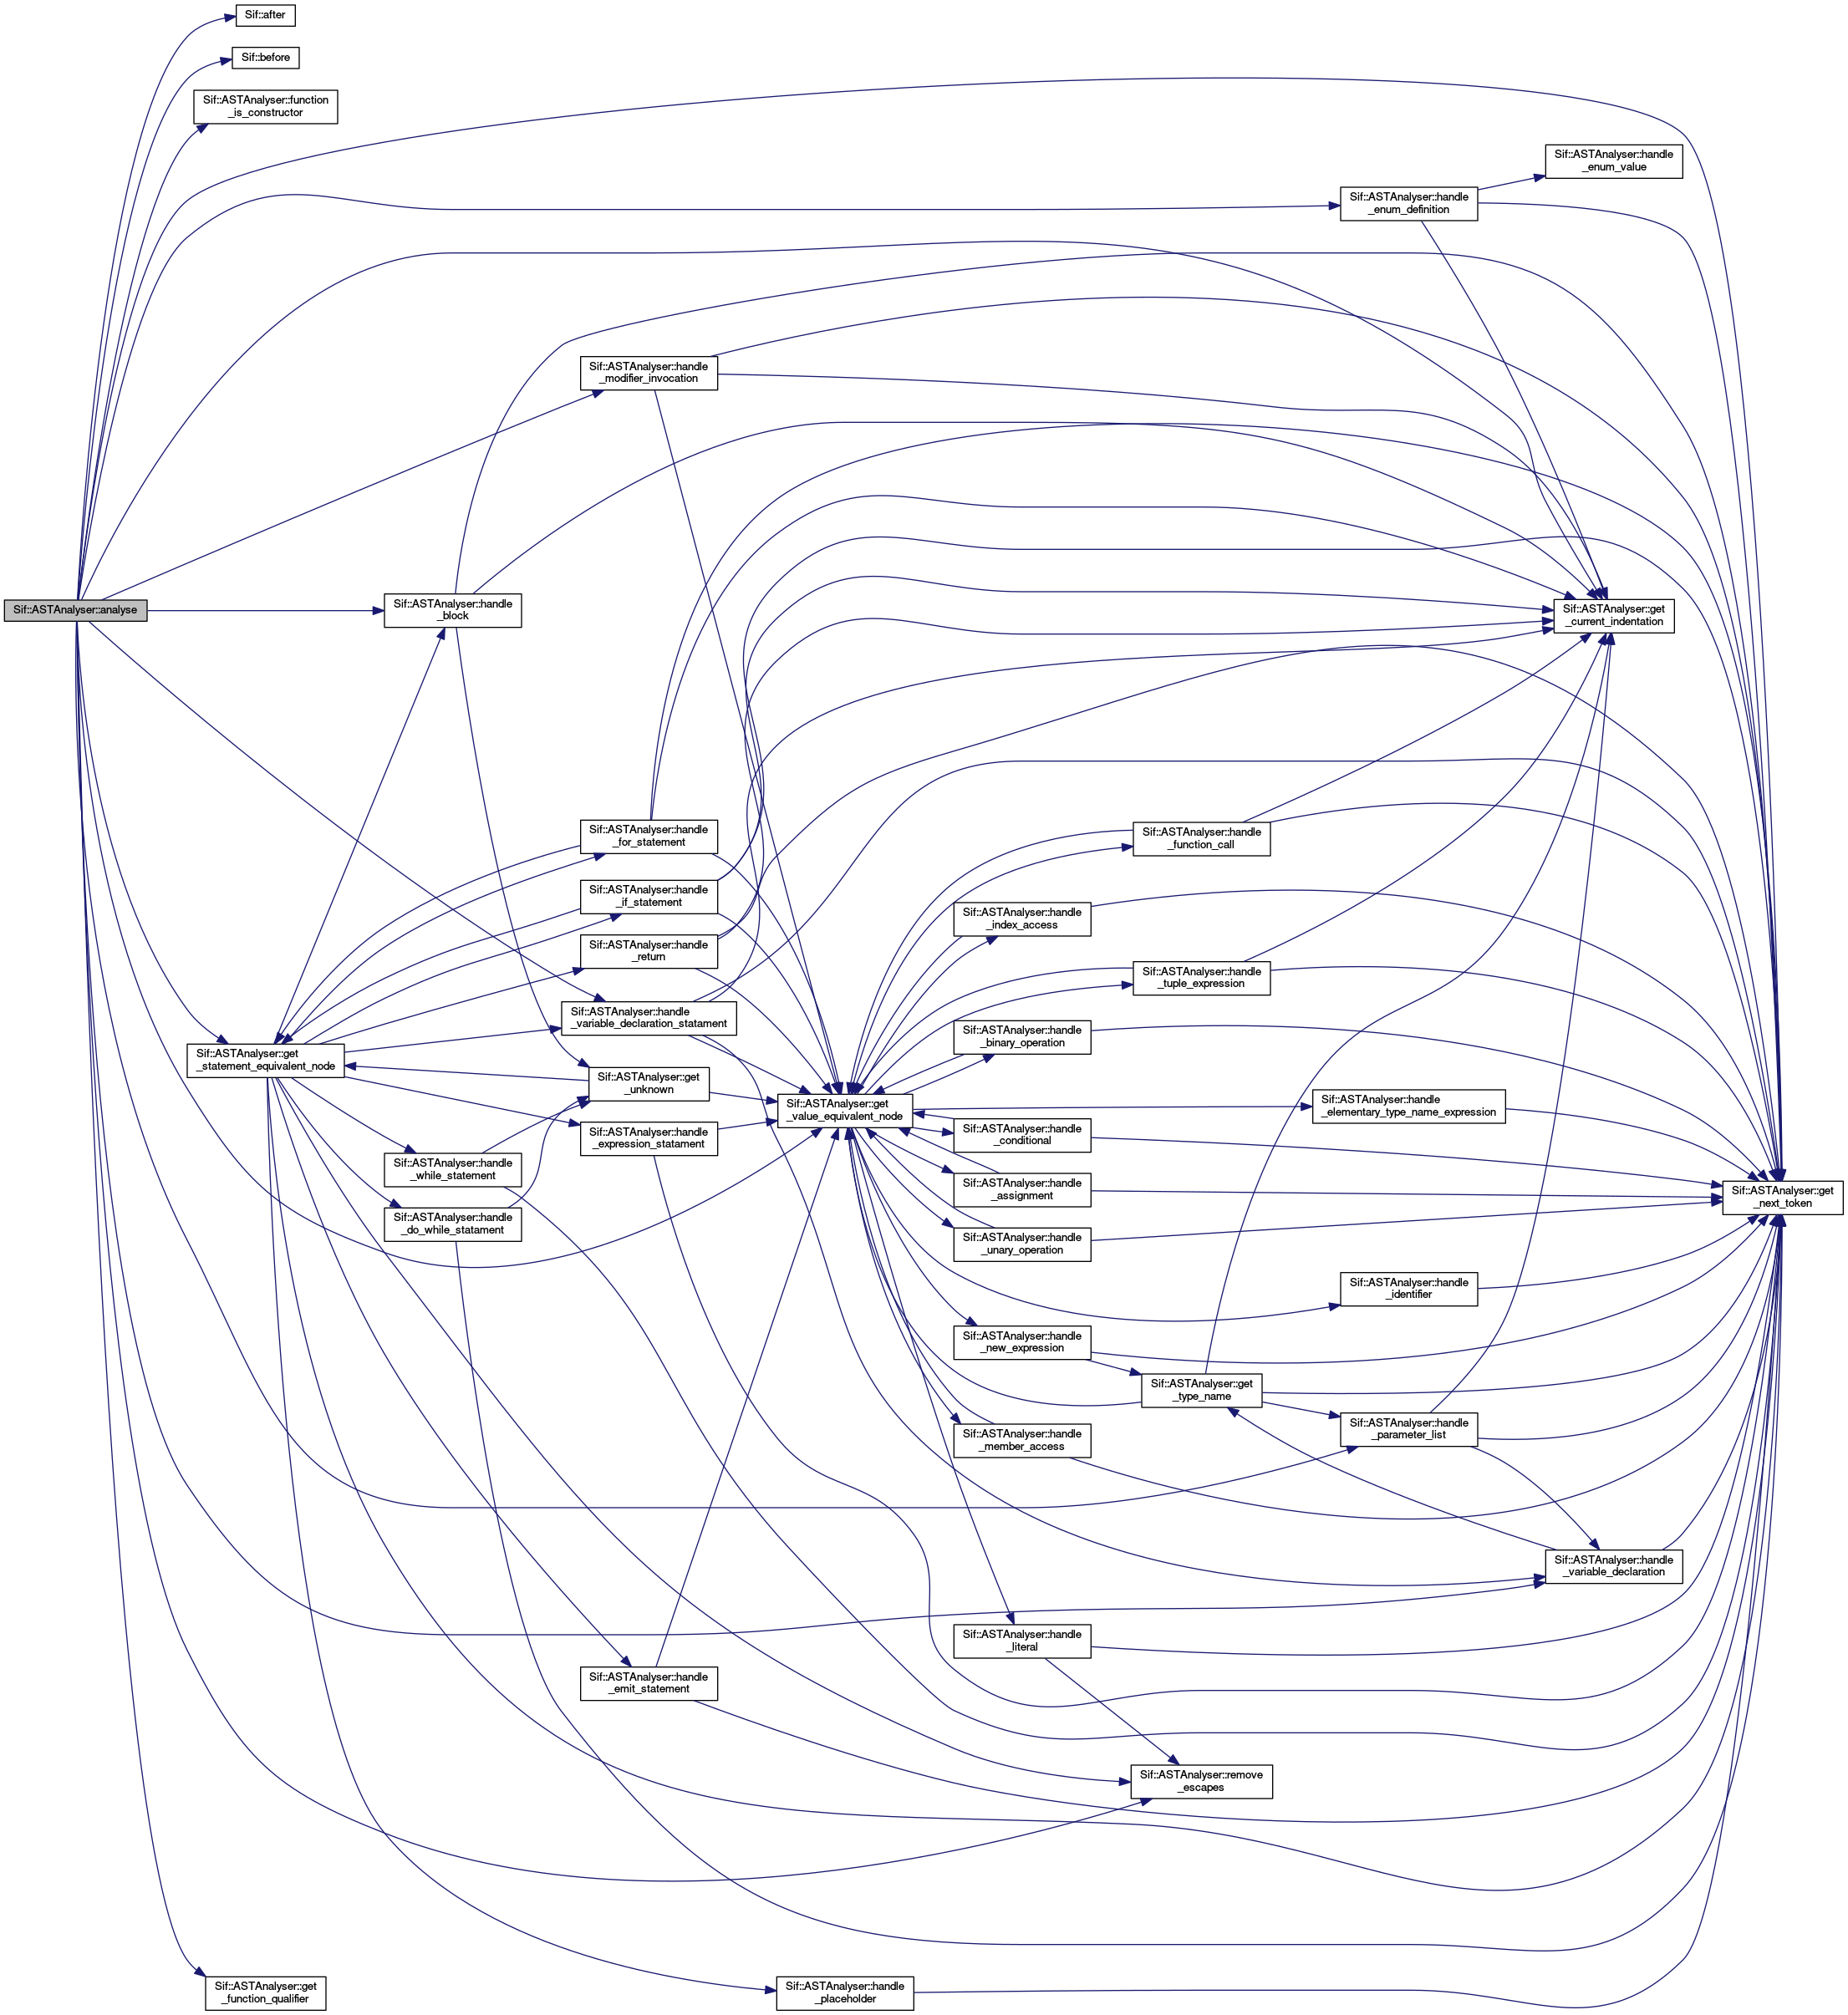 Sif::after
Sif::before
Sif::ASTAnalyser::function
_is_constructor
Sif::ASTAnalyser::handle
_enum_value
Sif::ASTAnalyser::handle
_enum_definition
Sif::ASTAnalyser::handle
_modifier_invocation
Sif::ASTAnalyser::analyse
Sif::ASTAnalyser::handle
_block
Sif::ASTAnalyser::get
_current_indentation
Sif::ASTAnalyser::handle
_for_statement
Sif::ASTAnalyser::handle
_function_call
Sif::ASTAnalyser::handle
_if_statement
Sif::ASTAnalyser::handle
_index_access
Sif::ASTAnalyser::handle
_return
Sif::ASTAnalyser::handle
_tuple_expression
Sif::ASTAnalyser::handle
_variable_declaration_statament
Sif::ASTAnalyser::handle
_binary_operation
Sif::ASTAnalyser::get
_statement_equivalent_node
Sif::ASTAnalyser::get
_unknown
Sif::ASTAnalyser::get
_value_equivalent_node
Sif::ASTAnalyser::handle
_elementary_type_name_expression
Sif::ASTAnalyser::handle
_expression_statament
Sif::ASTAnalyser::handle
_conditional
Sif::ASTAnalyser::handle
_while_statement
Sif::ASTAnalyser::handle
_assignment
Sif::ASTAnalyser::get
_next_token
Sif::ASTAnalyser::handle
_do_while_statament
Sif::ASTAnalyser::handle
_unary_operation
Sif::ASTAnalyser::handle
_identifier
Sif::ASTAnalyser::handle
_new_expression
Sif::ASTAnalyser::get
_type_name
Sif::ASTAnalyser::handle
_parameter_list
Sif::ASTAnalyser::handle
_member_access
Sif::ASTAnalyser::handle
_variable_declaration
Sif::ASTAnalyser::handle
_literal
Sif::ASTAnalyser::handle
_emit_statement
Sif::ASTAnalyser::remove
_escapes
Sif::ASTAnalyser::get
_function_qualifier
Sif::ASTAnalyser::handle
_placeholder